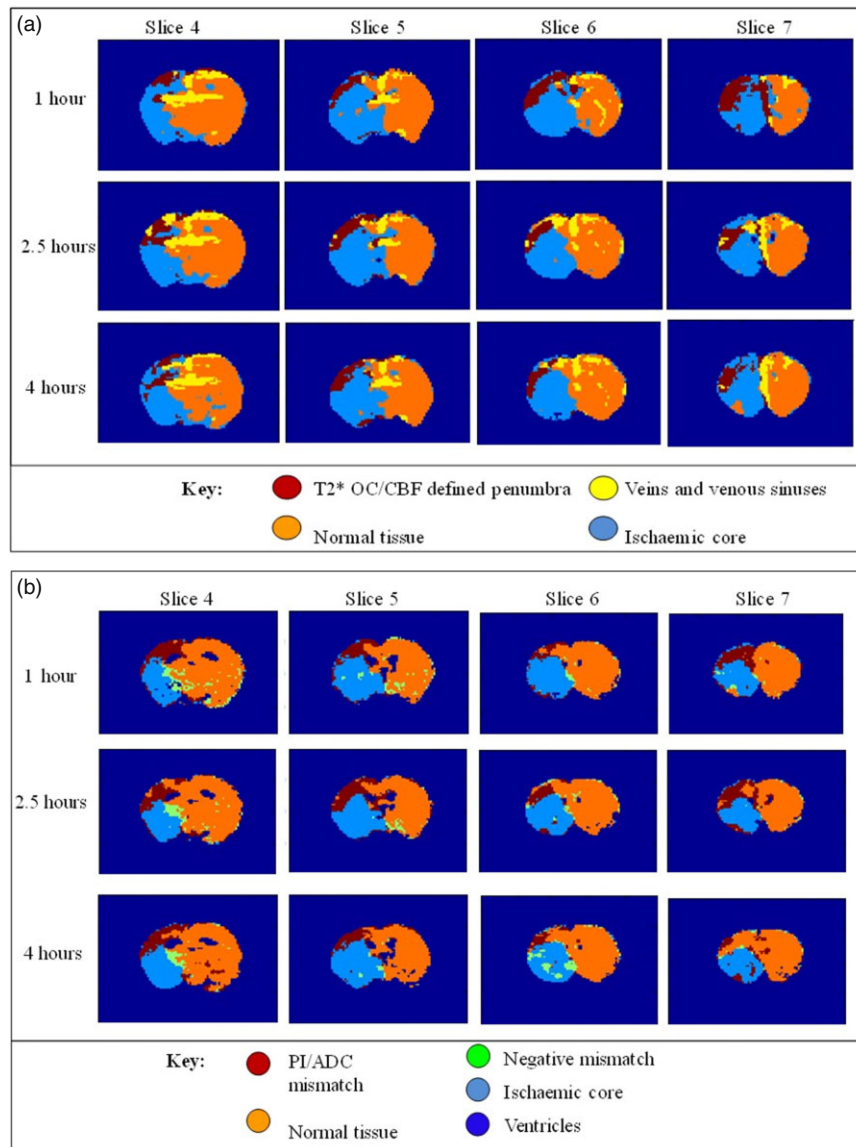 (a)
Slice 4 Slice 5 Slice 6 Slice 7
1 hour
2.5 hours
4 hours
Key: T2* OC/CBF defined penumbra Veins and venous sinuses
Normal tissue Ischaemic core
(b)
Slice 4 Slice 5 Slice 6 Slice 7
1 hour
2.5 hours
4 hours
Key: PI/ADC mismatch Negative mismatch
Ischaemic core
Normal tissue Ventricles